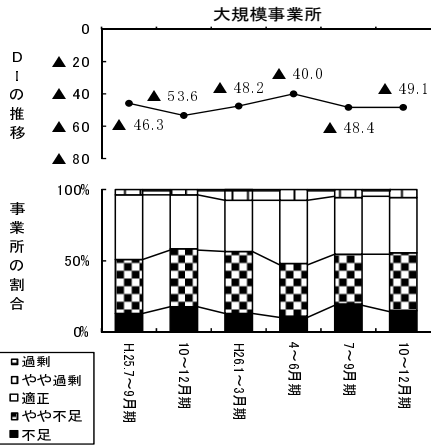 大規模事業所
DIの推移
0
▲ 20
▲ 40
▲ 60
▲ 80
▲ 46.3
▲ 53.6
▲ 48.2
▲ 40.0
▲ 48.4
▲ 49.1
事業所の割合
100%
50%
0%
H.25.7～9月期
10～12月期
H26.1～3月期
4～6月期
7～9月期
10～12月期
過剰
やや過剰
適正
やや不足
不足